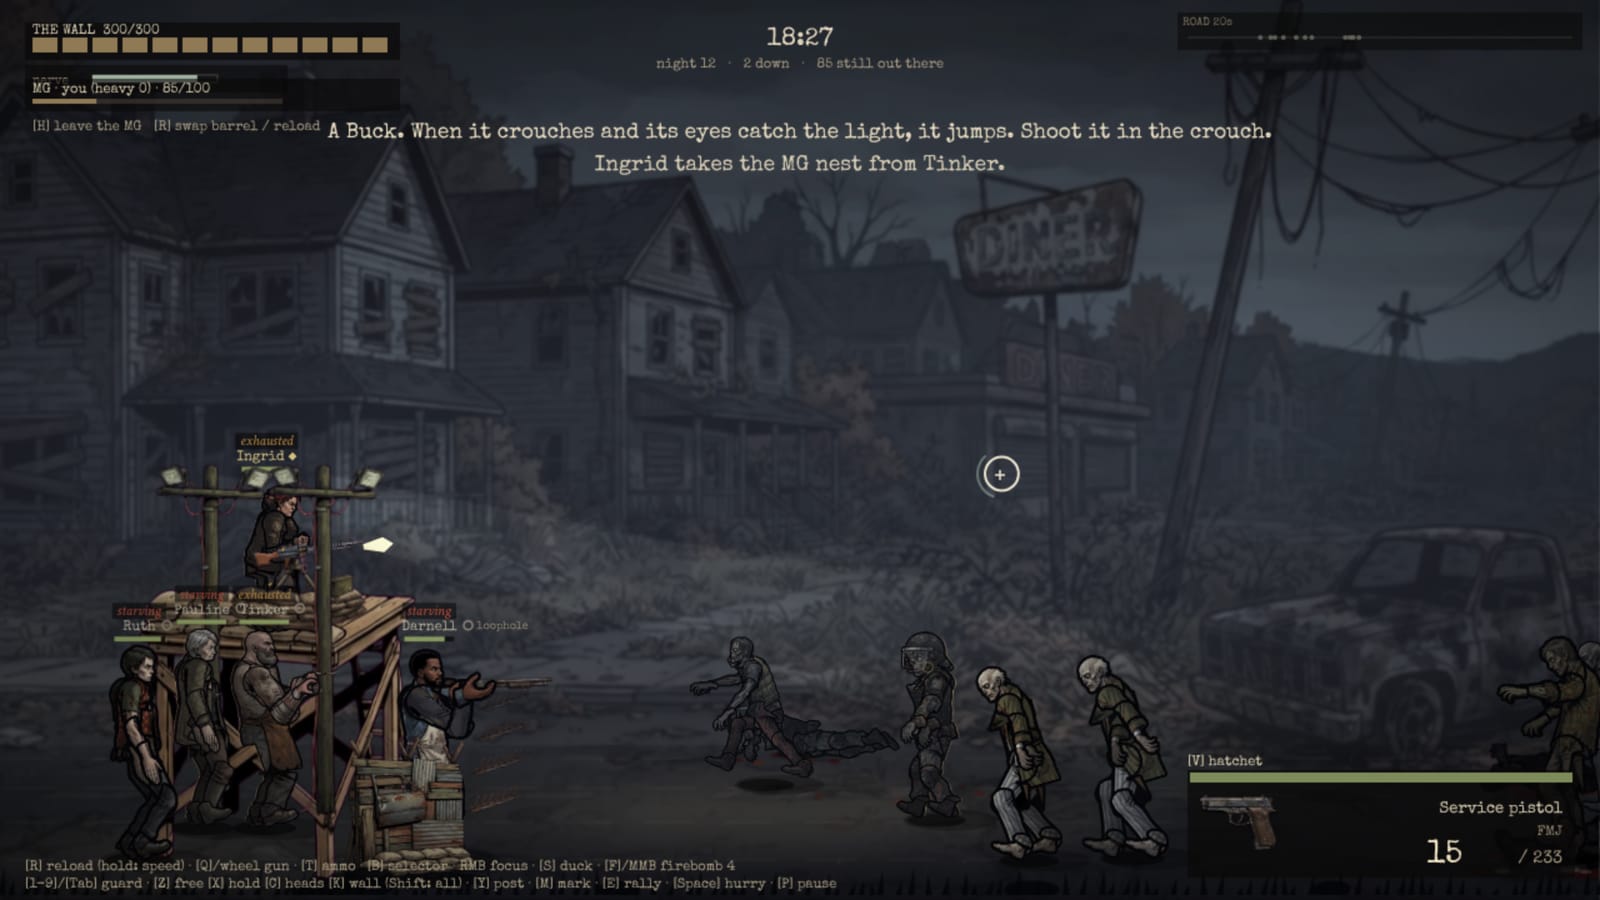 THE WALL 300/300
nerve
MG · you (heavy 0) · 85/100
[H] leave the MG [R] swap barrel / reload
18:27
night 12 · 2 down · 85 still out there
ROAD 20s
A Buck. When it crouches and its eyes catch the light, it jumps. Shoot it in the crouch.
Ingrid takes the MG nest from Tinker.
DINER
DINER
exhausted
Ingrid
starving
Ruth
starving
Pauline
exhausted
Tinker
starving
Darnell loophole
[V] hatchet
Service pistol
FMJ
15 / 233
[R] reload (hold: speed) · [Q]/wheel gun · [T] ammo · [B] selector · RMB focus · [S] duck · [F]/MMB firebomb 4
[1-9]/[Tab] guard · [Z] free [X] hold [C] heads [K] wall (Shift: all) · [Y] post · [M] mark · [E] rally · [Space] hurry · [P] pause